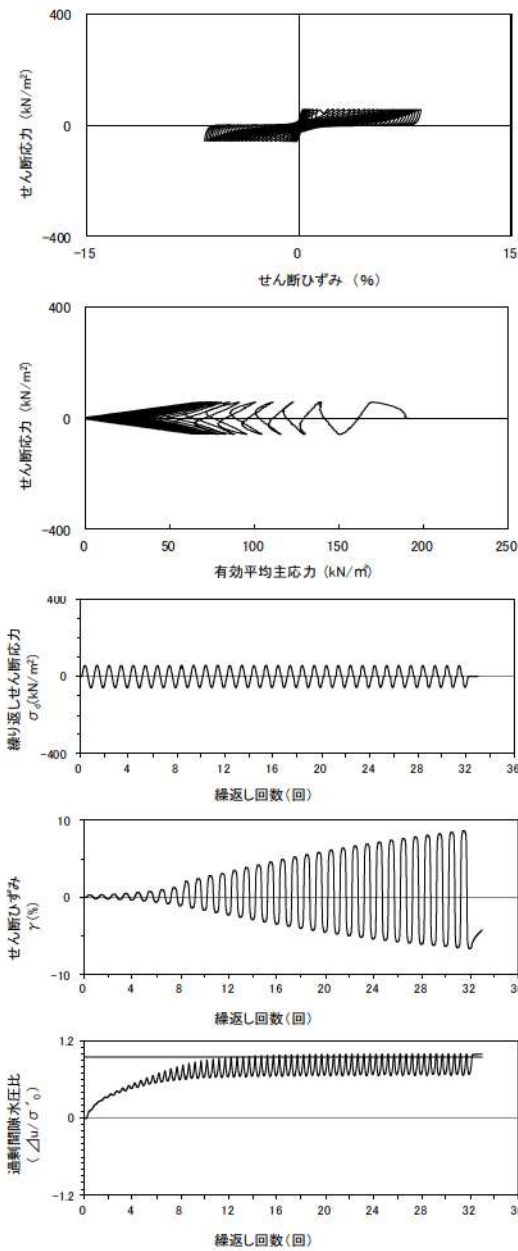 400
0
-400
せん断応力 (kN/m²)
-15
0
15
せん断ひずみ (%)
400
0
-400
せん断応力 (kN/m²)
0
50
100
150
200
250
有効平均主応力 (kN/㎡)
400
0
-400
繰り返しせん断応力
σd(kN/m²)
0 4 8 12 16 20 24 28 32 36
繰返し回数(回)
10
0
-10
せん断ひずみ
γ(%)
0 4 8 12 16 20 24 28 32 36
繰返し回数(回)
1.2
0
-1.2
過剰間隙水圧比
(⊿u/σ'0)
0 4 8 12 16 20 24 28 32 36
繰返し回数(回)